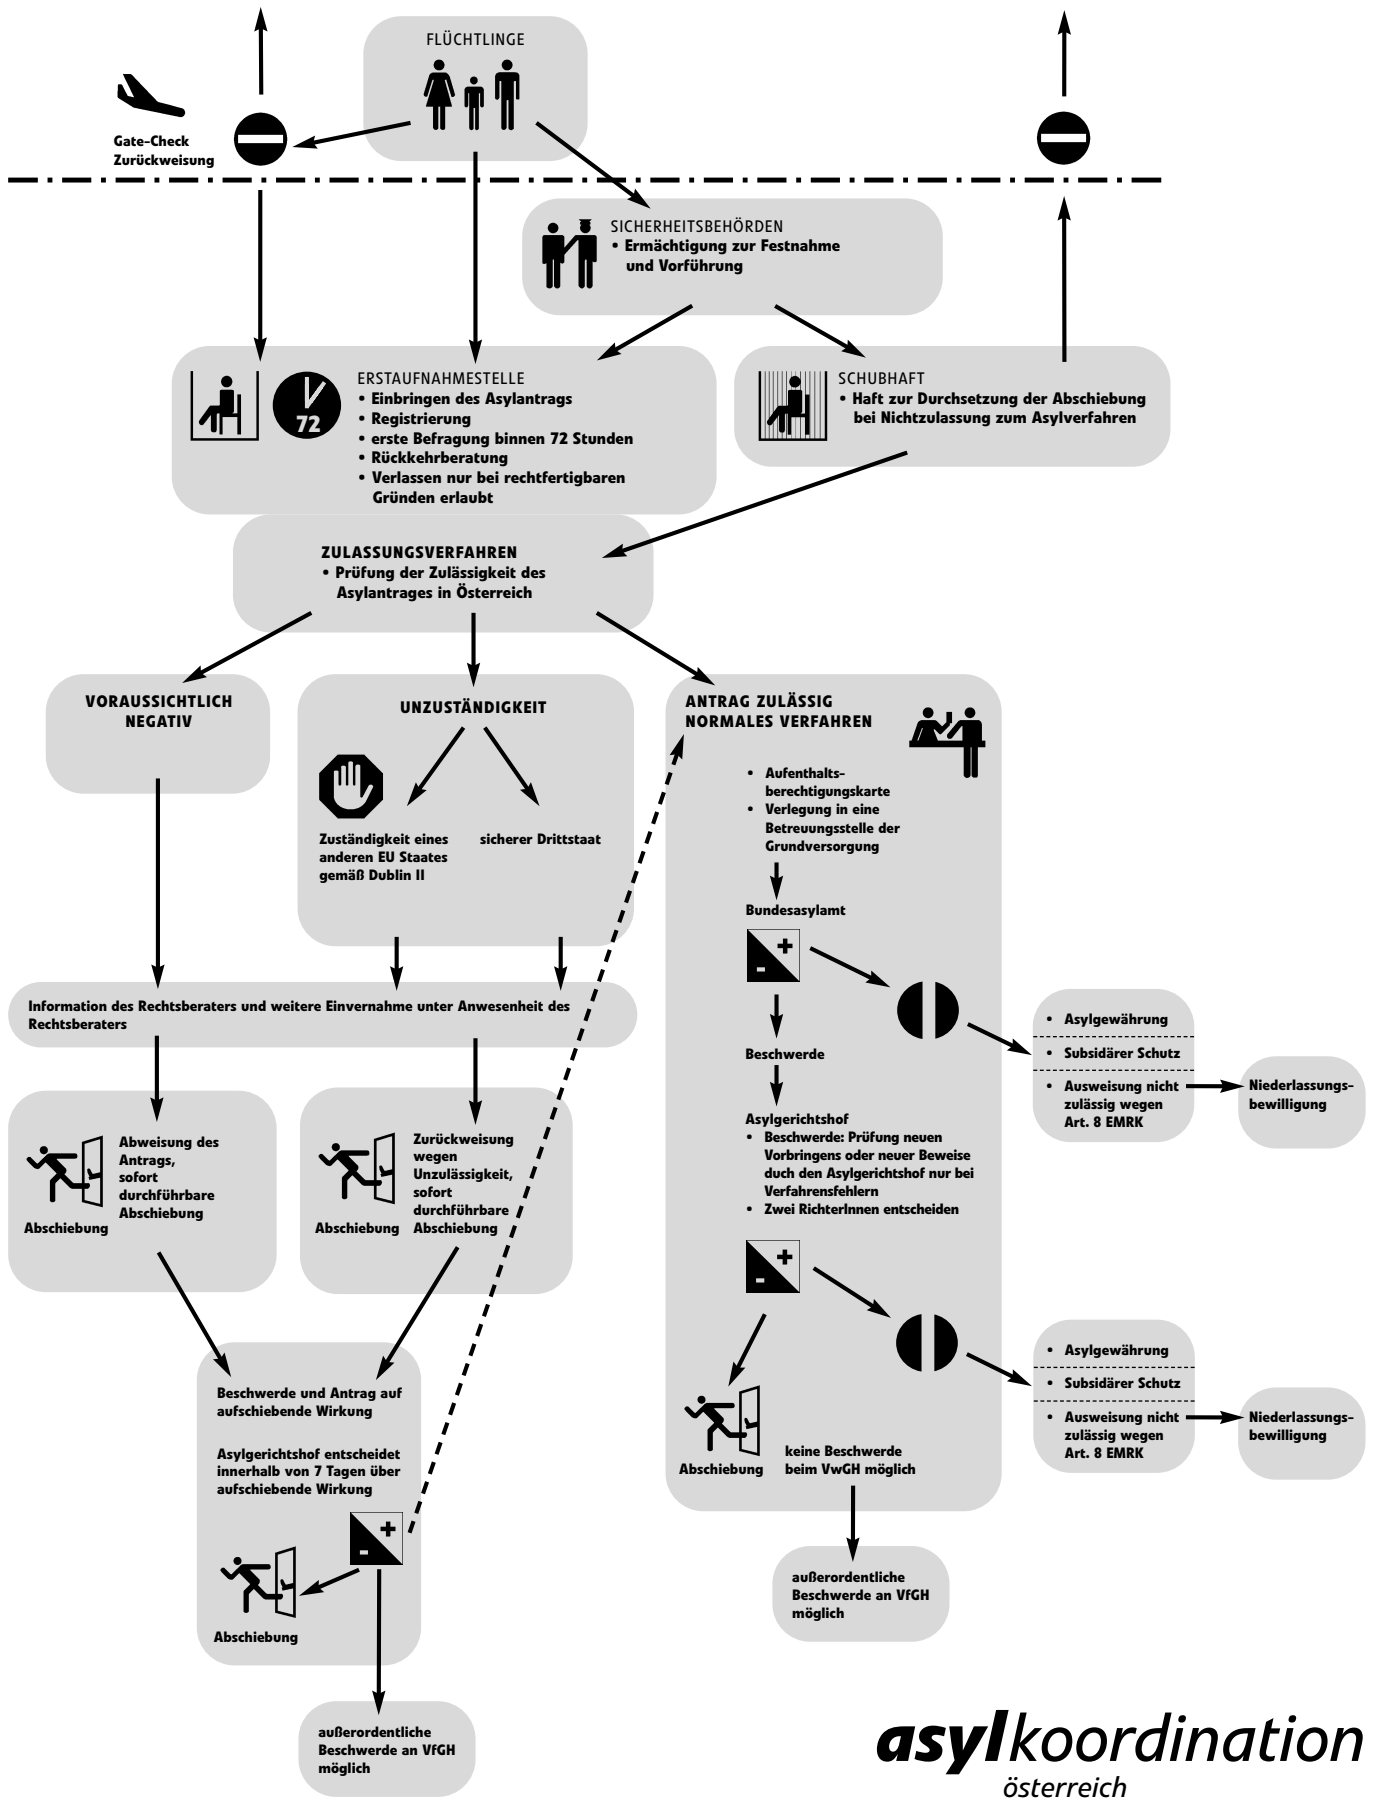 FLÜCHTLINGE
Gate-Check
Zurückweisung
SICHERHEITSBEHÖRDEN
• Ermächtigung zur Festnahme
und Vorführung
ERSTAUFNAHMESTELLE
• Einbringen des Asylantrags
• Registrierung
• erste Befragung binnen 72 Stunden
• Rückkehrberatung
• Verlassen nur bei rechtfertigbaren
Gründen erlaubt
72
SCHUBHAFT
• Haft zur Durchsetzung der Abschiebung
bei Nichtzulassung zum Asylverfahren
ZULASSUNGSVERFAHREN
• Prüfung der Zulässigkeit des
Asylantrages in Österreich
VORAUSSICHTLICH
NEGATIV
UNZUSTÄNDIGKEIT
Zuständigkeit eines
anderen EU Staates
gemäß Dublin II
sicherer Drittstaat
ANTRAG ZULÄSSIG
NORMALES VERFAHREN
• Aufenthalts-
berechtigungskarte
• Verlegung in eine
Betreuungsstelle der
Grundversorgung
Bundesasylamt
+
-
Beschwerde
Asylgerichtshof
• Beschwerde: Prüfung neuen
Vorbringens oder neuer Beweise
duch den Asylgerichtshof nur bei
Verfahrensfehlern
• Zwei RichterInnen entscheiden
+
-
Abschiebung
keine Beschwerde
beim VwGH möglich
außerordentliche
Beschwerde an VfGH
möglich
• Asylgewährung
• Subsidärer Schutz
• Ausweisung nicht
zulässig wegen
Art. 8 EMRK
Niederlassungs-
bewilligung
• Asylgewährung
• Subsidärer Schutz
• Ausweisung nicht
zulässig wegen
Art. 8 EMRK
Niederlassungs-
bewilligung
Information des Rechtsberaters und weitere Einvernahme unter Anwesenheit des
Rechtsberaters
Abweisung des
Antrags,
sofort
durchführbare
Abschiebung
Abschiebung
Zurückweisung
wegen
Unzulässigkeit,
sofort
durchführbare
Abschiebung
Abschiebung
Beschwerde und Antrag auf
aufschiebende Wirkung
Asylgerichtshof entscheidet
innerhalb von 7 Tagen über
aufschiebende Wirkung
+
-
Abschiebung
außerordentliche
Beschwerde an VfGH
möglich
asylkoordination
österreich